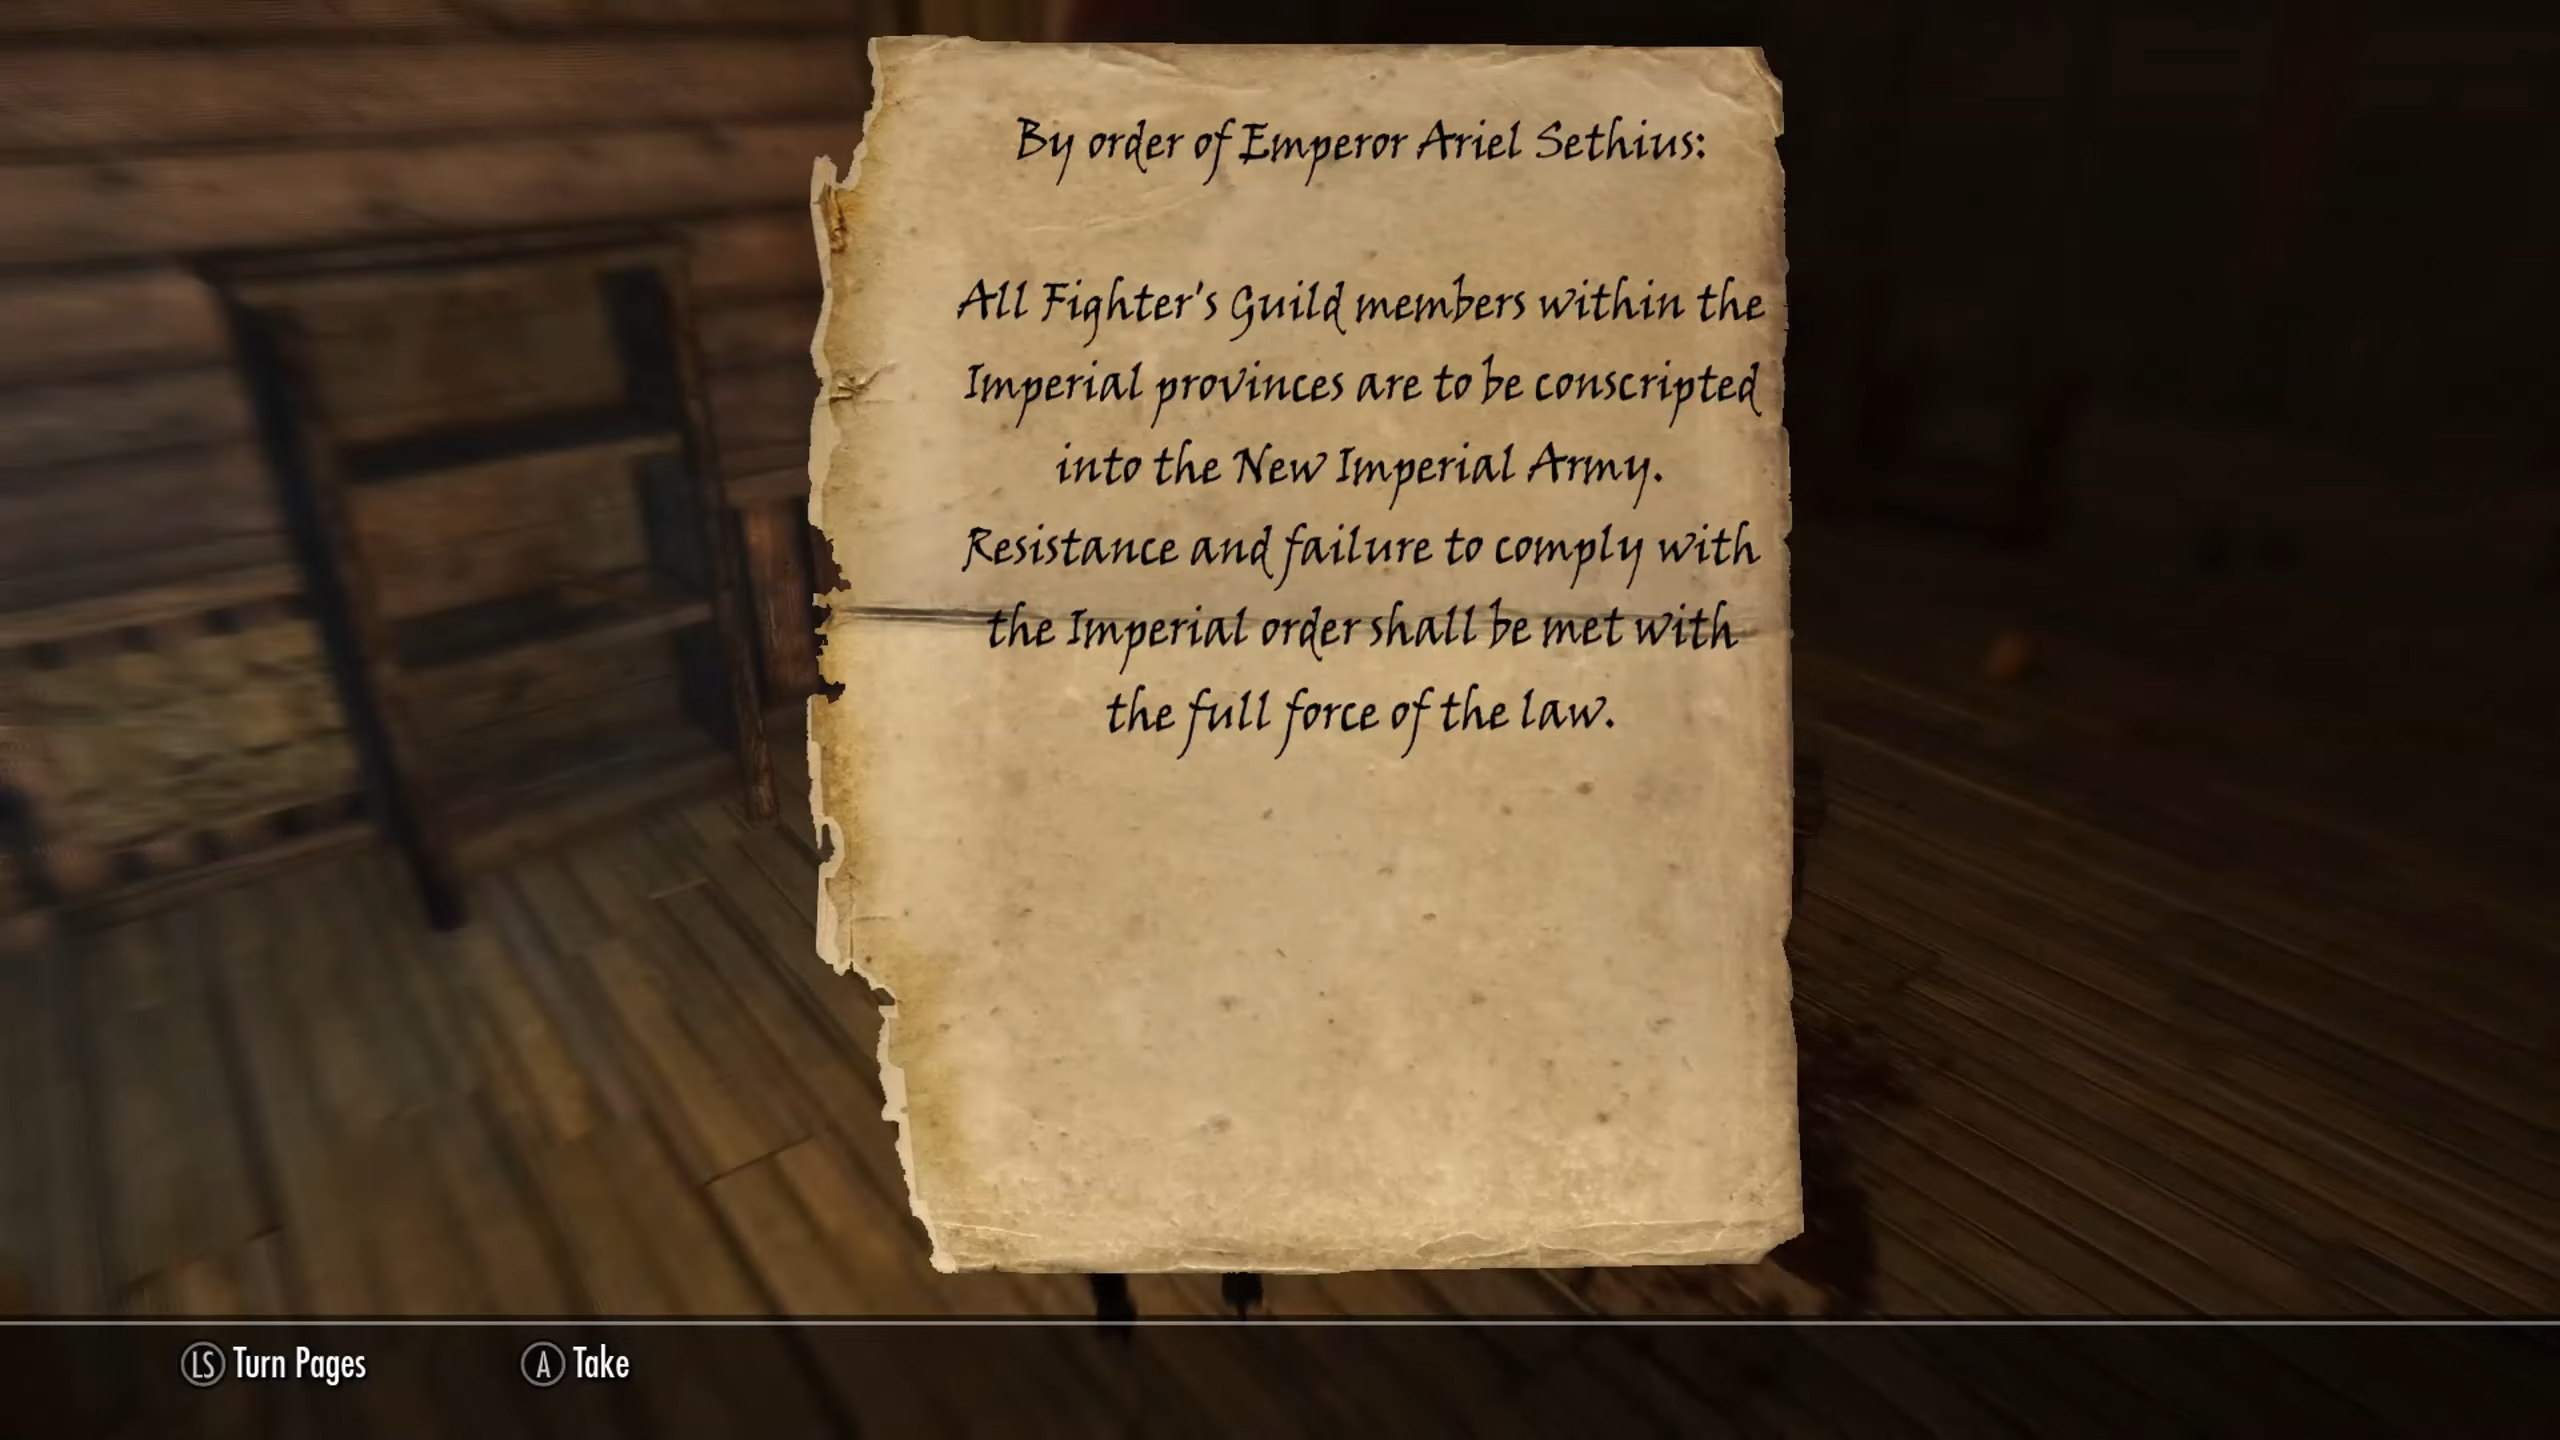 By order of Emperor Ariel Sethius:
All Fighter's Guild members within the
Imperial provinces are to be conscripted
into the New Imperial Army.
Resistance and failure to comply with
the Imperial order shall be met with
the full force of the law.
LS Turn Pages
A Take